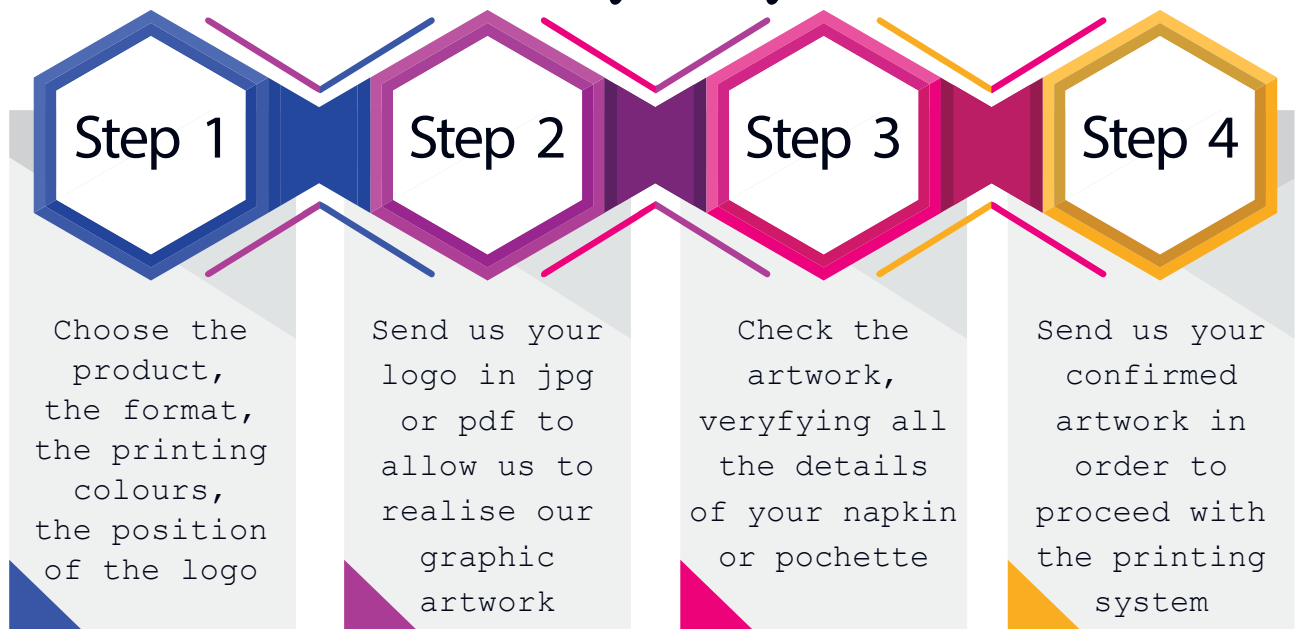 Step 1
Choose the
product,
the format,
the printing
colours,
the position
of the logo
Step 2
Send us your
logo in jpg
or pdf to
allow us to
realise our
graphic
artwork
Step 3
Check the
artwork,
veryfying all
the details
of your napkin
or pochette
Step 4
Send us your
confirmed
artwork in
order to
proceed with
the printing
system